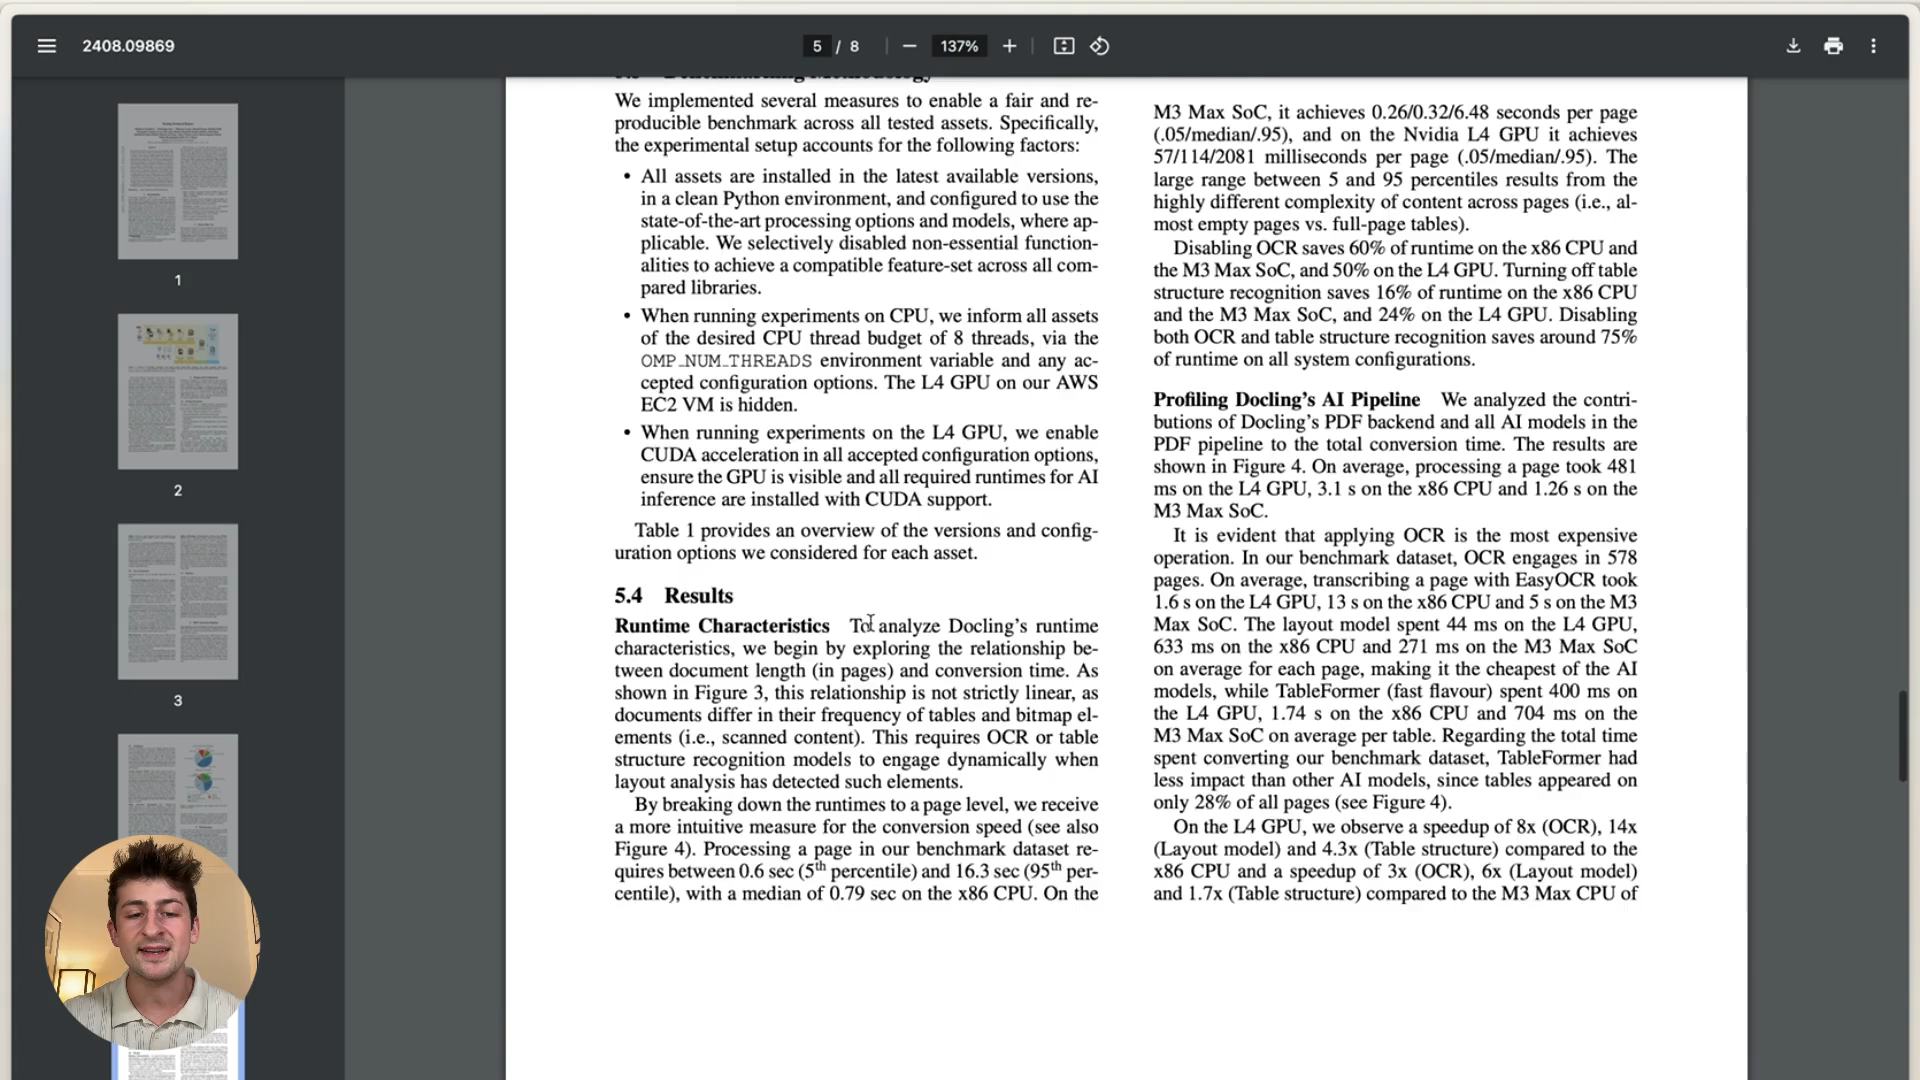 2408.09869
5 / 8
137%
1
2
3
5.3 Benchmarking Methodology
We implemented several measures to enable a fair and re-
producible benchmark across all tested assets. Specifically,
the experimental setup accounts for the following factors:
• All assets are installed in the latest available versions,
in a clean Python environment, and configured to use the
state-of-the-art processing options and models, where ap-
plicable. We selectively disabled non-essential function-
alities to achieve a compatible feature-set across all com-
pared libraries.
• When running experiments on CPU, we inform all assets
of the desired CPU thread budget of 8 threads, via the
OMP_NUM_THREADS environment variable and any ac-
cepted configuration options. The L4 GPU on our AWS
EC2 VM is hidden.
• When running experiments on the L4 GPU, we enable
CUDA acceleration in all accepted configuration options,
ensure the GPU is visible and all required runtimes for AI
inference are installed with CUDA support.
Table 1 provides an overview of the versions and config-
uration options we considered for each asset.
5.4 Results
Runtime Characteristics To analyze Docling's runtime
characteristics, we begin by exploring the relationship be-
tween document length (in pages) and conversion time. As
shown in Figure 3, this relationship is not strictly linear, as
documents differ in their frequency of tables and bitmap el-
ements (i.e., scanned content). This requires OCR or table
structure recognition models to engage dynamically when
layout analysis has detected such elements.
By breaking down the runtimes to a page level, we receive
a more intuitive measure for the conversion speed (see also
Figure 4). Processing a page in our benchmark dataset re-
quires between 0.6 sec (5th percentile) and 16.3 sec (95th per-
centile), with a median of 0.79 sec on the x86 CPU. On the
M3 Max SoC, it achieves 0.26/0.32/6.48 seconds per page
(.05/median/.95), and on the Nvidia L4 GPU it achieves
57/114/2081 milliseconds per page (.05/median/.95). The
large range between 5 and 95 percentiles results from the
highly different complexity of content across pages (i.e., al-
most empty pages vs. full-page tables).
Disabling OCR saves 60% of runtime on the x86 CPU and
the M3 Max SoC, and 50% on the L4 GPU. Turning off table
structure recognition saves 16% of runtime on the x86 CPU
and the M3 Max SoC, and 24% on the L4 GPU. Disabling
both OCR and table structure recognition saves around 75%
of runtime on all system configurations.
Profiling Docling's AI Pipeline We analyzed the contri-
butions of Docling's PDF backend and all AI models in the
PDF pipeline to the total conversion time. The results are
shown in Figure 4. On average, processing a page took 481
ms on the L4 GPU, 3.1 s on the x86 CPU and 1.26 s on the
M3 Max SoC.
It is evident that applying OCR is the most expensive
operation. In our benchmark dataset, OCR engages in 578
pages. On average, transcribing a page with EasyOCR took
1.6 s on the L4 GPU, 13 s on the x86 CPU and 5 s on the M3
Max SoC. The layout model spent 44 ms on the L4 GPU,
633 ms on the x86 CPU and 271 ms on the M3 Max SoC
on average for each page, making it the cheapest of the AI
models, while TableFormer (fast flavour) spent 400 ms on
the L4 GPU, 1.74 s on the x86 CPU and 704 ms on the
M3 Max SoC on average per table. Regarding the total time
spent converting our benchmark dataset, TableFormer had
less impact than other AI models, since tables appeared on
only 28% of all pages (see Figure 4).
On the L4 GPU, we observe a speedup of 8x (OCR), 14x
(Layout model) and 4.3x (Table structure) compared to the
x86 CPU and a speedup of 3x (OCR), 6x (Layout model)
and 1.7x (Table structure) compared to the M3 Max CPU of